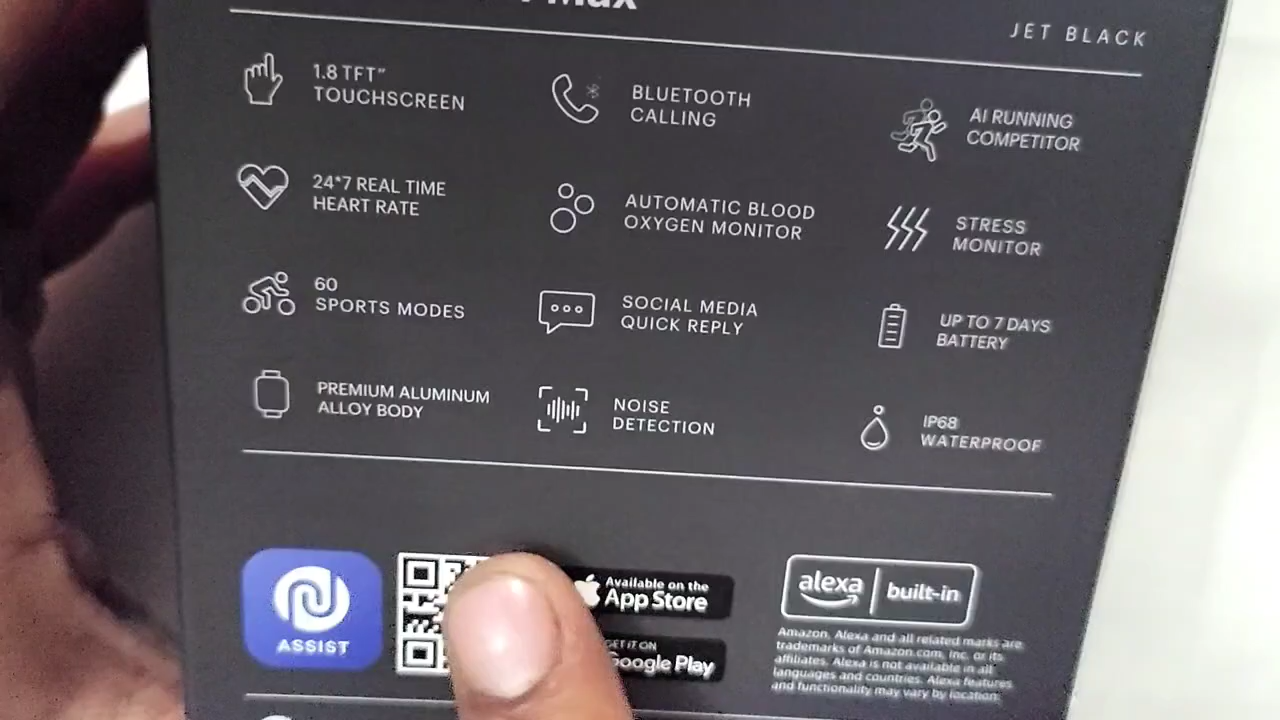 Max
JET BLACK
1.8 TFT"
TOUCHSCREEN
BLUETOOTH
CALLING
AI RUNNING
COMPETITOR
24*7 REAL TIME
HEART RATE
AUTOMATIC BLOOD
OXYGEN MONITOR
STRESS
MONITOR
60
SPORTS MODES
SOCIAL MEDIA
QUICK REPLY
UP TO 7 DAYS
BATTERY
PREMIUM ALUMINUM
ALLOY BODY
NOISE
DETECTION
IP68
WATERPROOF
ASSIST
Available on the
App Store
GET IT ON
Google Play
alexa built-in
Amazon, Alexa and all related marks are
trademarks of Amazon.com, Inc. or its
affiliates. Alexa is not available in all
languages and countries. Alexa features
and functionality may vary by location.